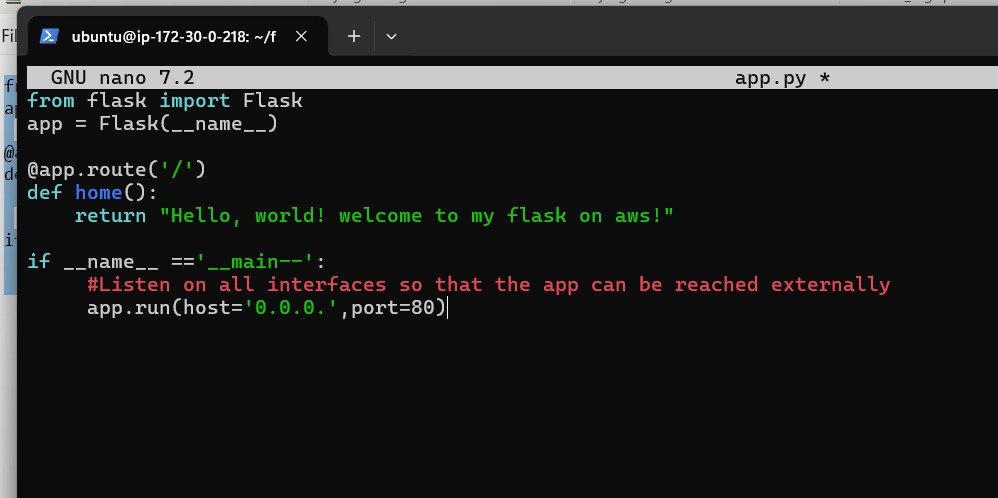 ubuntu@ip-172-30-0-218: ~/f
Fil
GNU nano 7.2 app.py *
from flask import Flask
app = Flask(__name__)
@app.route('/')
def home():
return "Hello, world! welcome to my flask on aws!"
if __name__ =='__main--':
#Listen on all interfaces so that the app can be reached externally
app.run(host='0.0.0.',port=80)